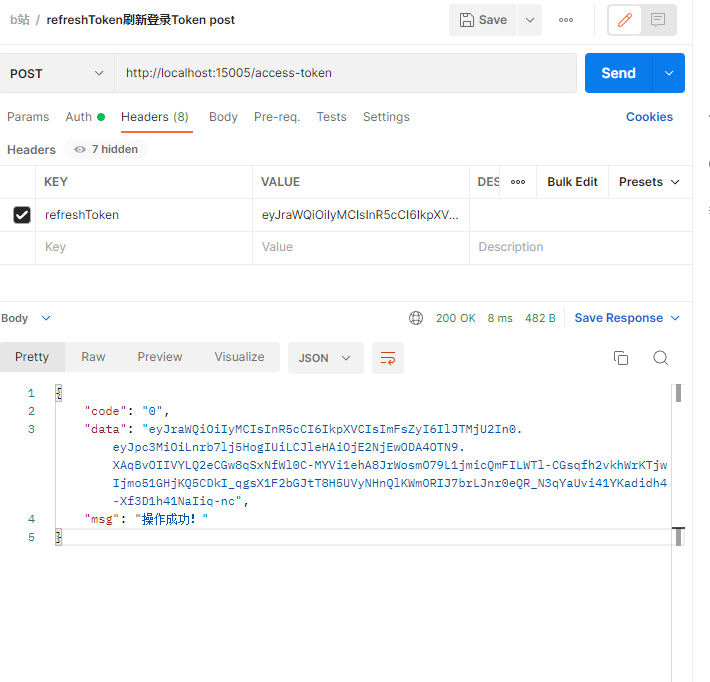 b站 / refreshToken刷新登录Token post
Save
POST
http://localhost:15005/access-token
Send
Params Auth Headers (8) Body Pre-req. Tests Settings Cookies
Headers 7 hidden
KEY VALUE DES Bulk Edit Presets
refreshToken eyJraWQiOiIyMCIsInR5cCI6IkpXV...
Key Value Description
Body 200 OK 8 ms 482 B Save Response
Pretty Raw Preview Visualize JSON
1 {
2 "code": "0",
3 "data": "eyJraWQiOiIyMCIsInR5cCI6IkpXVCIsImFsZyI6IlJTMjU2In0.
eyJpc3MiOiLnrb7lj5HogIUiLCJleHAiOjE2NjEwODA4OTN9.
XAqBvOIIVYLQ2eCGw8qSxNfWl0C-MYVi1ehA8JrWosmO79L1jmicQmFILWTl-CGsqfh2vkhWrKTjw
Ijmo51GHjKQ5CDkI_qgsX1F2bGJtT8H5UVyNHnQlKWmORIJ7brLJnr0eQR_N3qYaUvi41YKadidh4
-Xf3D1h41NaIiq-nc",
4 "msg": "操作成功！"
5 }